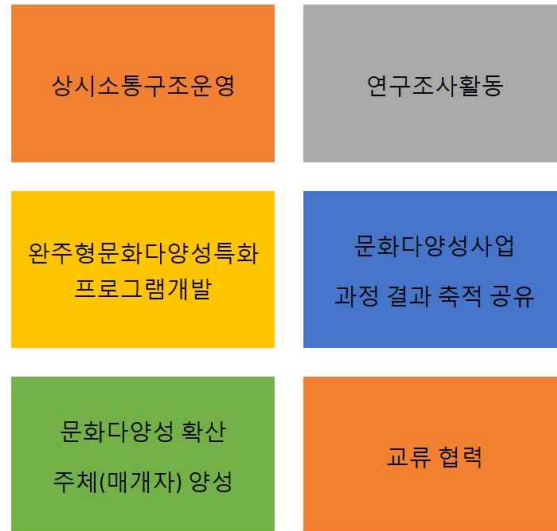 상시소통구조운영
연구조사활동
완주형문화다양성특화
프로그램개발
문화다양성사업
과정 결과 축적 공유
문화다양성 확산
주체(매개자) 양성
교류 협력